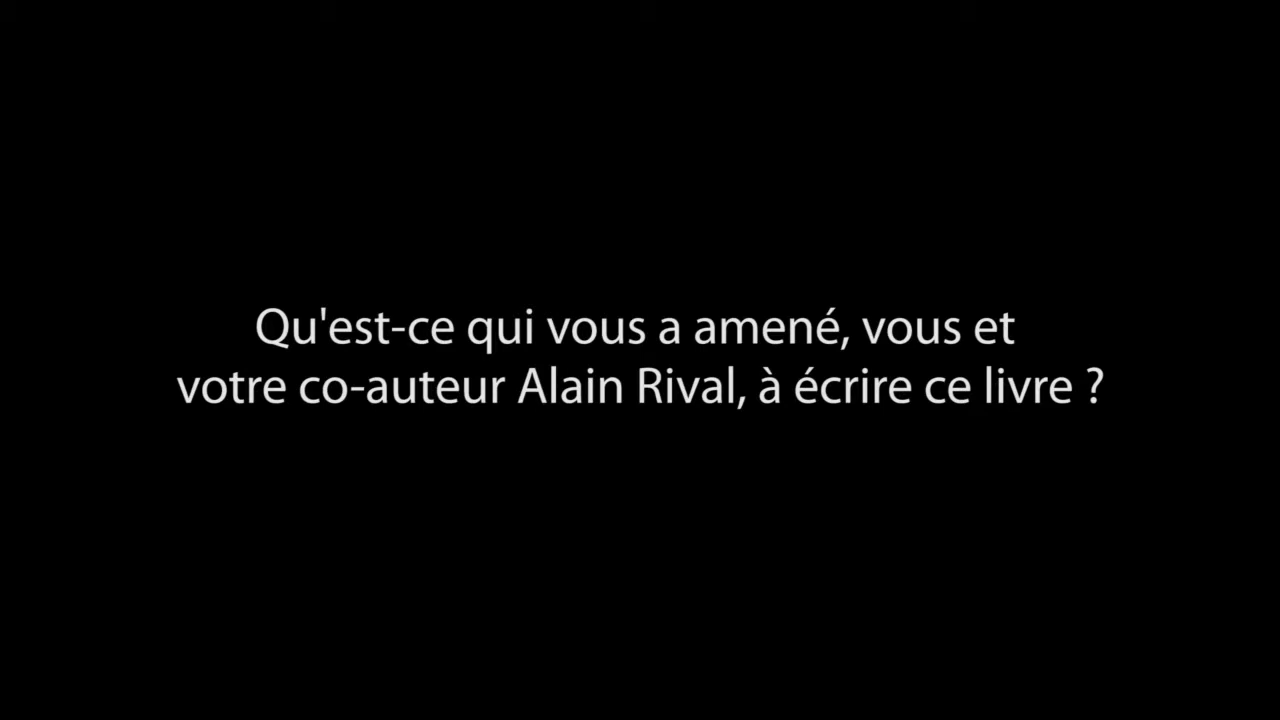 Qu'est-ce qui vous a amené, vous et
votre co-auteur Alain Rival, à écrire ce livre ?